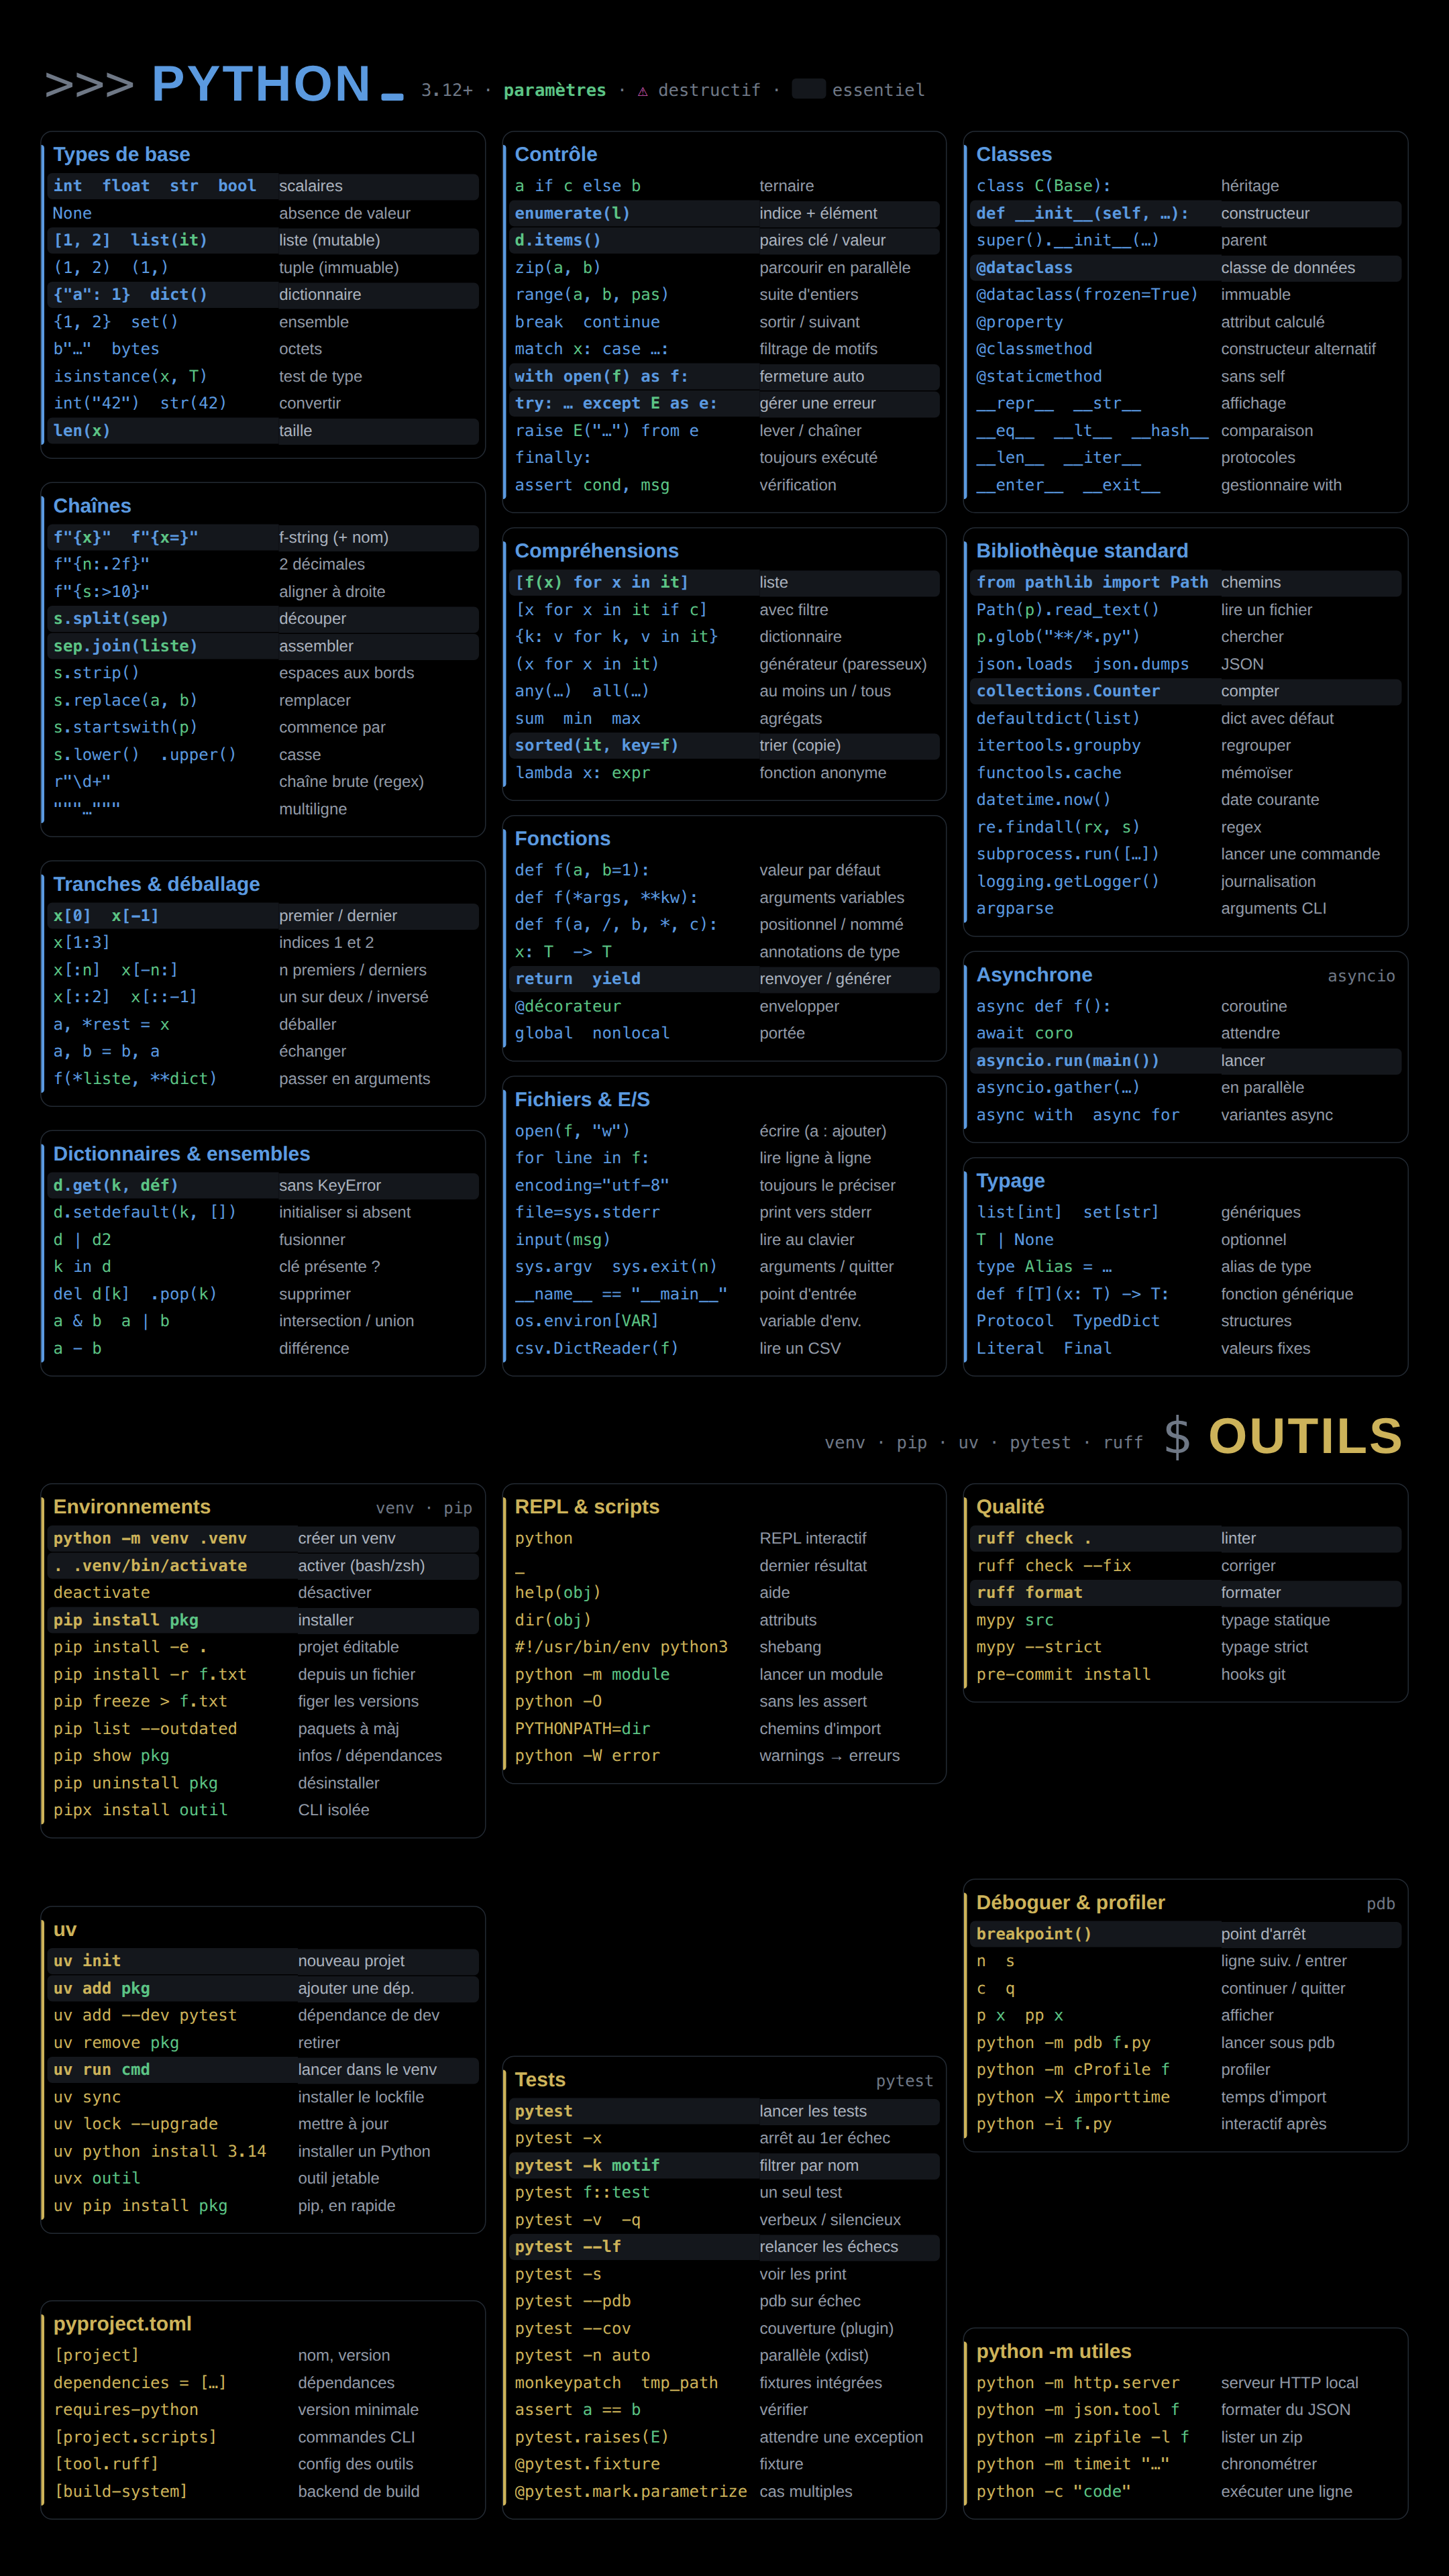 >>> PYTHON_ 3.12+ · paramètres · ⚠ destructif · essentiel
Types de base
int float str bool scalaires
None absence de valeur
[1, 2] list(it) liste (mutable)
(1, 2) (1,) tuple (immuable)
{"a": 1} dict() dictionnaire
{1, 2} set() ensemble
b"…" bytes octets
isinstance(x, T) test de type
int("42") str(42) convertir
len(x) taille
Chaînes
f"{x}" f"{x=}" f-string (+ nom)
f"{n:.2f}" 2 décimales
f"{s:>10}" aligner à droite
s.split(sep) découper
sep.join(liste) assembler
s.strip() espaces aux bords
s.replace(a, b) remplacer
s.startswith(p) commence par
s.lower() .upper() casse
r"\d+" chaîne brute (regex)
"""…""" multiligne
Tranches & déballage
x[0] x[-1] premier / dernier
x[1:3] indices 1 et 2
x[:n] x[-n:] n premiers / derniers
x[::2] x[::-1] un sur deux / inversé
a, *rest = x déballer
a, b = b, a échanger
f(*liste, **dict) passer en arguments
Dictionnaires & ensembles
d.get(k, déf) sans KeyError
d.setdefault(k, []) initialiser si absent
d | d2 fusionner
k in d clé présente ?
del d[k] .pop(k) supprimer
a & b a | b intersection / union
a - b différence
Contrôle
a if c else b ternaire
enumerate(l) indice + élément
d.items() paires clé / valeur
zip(a, b) parcourir en parallèle
range(a, b, pas) suite d'entiers
break continue sortir / suivant
match x: case …: filtrage de motifs
with open(f) as f: fermeture auto
try: … except E as e: gérer une erreur
raise E("…") from e lever / chaîner
finally: toujours exécuté
assert cond, msg vérification
Compréhensions
[f(x) for x in it] liste
[x for x in it if c] avec filtre
{k: v for k, v in it} dictionnaire
(x for x in it) générateur (paresseux)
any(…) all(…) au moins un / tous
sum min max agrégats
sorted(it, key=f) trier (copie)
lambda x: expr fonction anonyme
Fonctions
def f(a, b=1): valeur par défaut
def f(*args, **kw): arguments variables
def f(a, /, b, *, c): positionnel / nommé
x: T -> T annotations de type
return yield renvoyer / générer
@décorateur envelopper
global nonlocal portée
Fichiers & E/S
open(f, "w") écrire (a : ajouter)
for line in f: lire ligne à ligne
encoding="utf-8" toujours le préciser
file=sys.stderr print vers stderr
input(msg) lire au clavier
sys.argv sys.exit(n) arguments / quitter
__name__ == "__main__" point d'entrée
os.environ[VAR] variable d'env.
csv.DictReader(f) lire un CSV
Classes
class C(Base): héritage
def __init__(self, …): constructeur
super().__init__(…) parent
@dataclass classe de données
@dataclass(frozen=True) immuable
@property attribut calculé
@classmethod constructeur alternatif
@staticmethod sans self
__repr__ __str__ affichage
__eq__ __lt__ __hash__ comparaison
__len__ __iter__ protocoles
__enter__ __exit__ gestionnaire with
Bibliothèque standard
from pathlib import Path chemins
Path(p).read_text() lire un fichier
p.glob("**/*.py") chercher
json.loads json.dumps JSON
collections.Counter compter
defaultdict(list) dict avec défaut
itertools.groupby regrouper
functools.cache mémoïser
datetime.now() date courante
re.findall(rx, s) regex
subprocess.run([…]) lancer une commande
logging.getLogger() journalisation
argparse arguments CLI
Asynchrone asyncio
async def f(): coroutine
await coro attendre
asyncio.run(main()) lancer
asyncio.gather(…) en parallèle
async with async for variantes async
Typage
list[int] set[str] génériques
T | None optionnel
type Alias = … alias de type
def f[T](x: T) -> T: fonction générique
Protocol TypedDict structures
Literal Final valeurs fixes
venv · pip · uv · pytest · ruff $ OUTILS
Environnements venv · pip
python -m venv .venv créer un venv
. .venv/bin/activate activer (bash/zsh)
deactivate désactiver
pip install pkg installer
pip install -e . projet éditable
pip install -r f.txt depuis un fichier
pip freeze > f.txt figer les versions
pip list --outdated paquets à màj
pip show pkg infos / dépendances
pip uninstall pkg désinstaller
pipx install outil CLI isolée
uv
uv init nouveau projet
uv add pkg ajouter une dép.
uv add --dev pytest dépendance de dev
uv remove pkg retirer
uv run cmd lancer dans le venv
uv sync installer le lockfile
uv lock --upgrade mettre à jour
uv python install 3.14 installer un Python
uvx outil outil jetable
uv pip install pkg pip, en rapide
pyproject.toml
[project] nom, version
dependencies = […] dépendances
requires-python version minimale
[project.scripts] commandes CLI
[tool.ruff] config des outils
[build-system] backend de build
REPL & scripts
python REPL interactif
_ dernier résultat
help(obj) aide
dir(obj) attributs
#!/usr/bin/env python3 shebang
python -m module lancer un module
python -O sans les assert
PYTHONPATH=dir chemins d'import
python -W error warnings → erreurs
Tests pytest
pytest lancer les tests
pytest -x arrêt au 1er échec
pytest -k motif filtrer par nom
pytest f::test un seul test
pytest -v -q verbeux / silencieux
pytest --lf relancer les échecs
pytest -s voir les print
pytest --pdb pdb sur échec
pytest --cov couverture (plugin)
pytest -n auto parallèle (xdist)
monkeypatch tmp_path fixtures intégrées
assert a == b vérifier
pytest.raises(E) attendre une exception
@pytest.fixture fixture
@pytest.mark.parametrize cas multiples
Qualité
ruff check . linter
ruff check --fix corriger
ruff format formater
mypy src typage statique
mypy --strict typage strict
pre-commit install hooks git
Déboguer & profiler pdb
breakpoint() point d'arrêt
n s ligne suiv. / entrer
c q continuer / quitter
p x pp x afficher
python -m pdb f.py lancer sous pdb
python -m cProfile f profiler
python -X importtime temps d'import
python -i f.py interactif après
python -m utiles
python -m http.server serveur HTTP local
python -m json.tool f formater du JSON
python -m zipfile -l f lister un zip
python -m timeit "…" chronométrer
python -c "code" exécuter une ligne